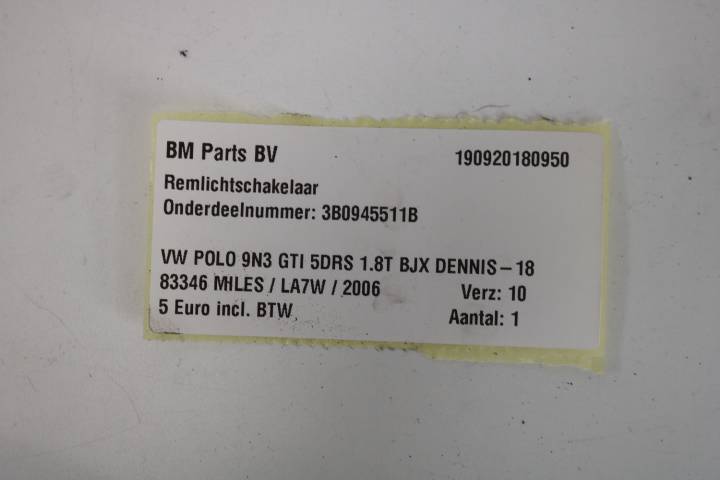 BM Parts BV 190920180950
Remlichtschakelaar
Onderdeelnummer: 3B0945511B
VW POLO 9N3 GTI 5DRS 1.8T BJX DENNIS-18
83346 MILES / LA7W / 2006 Verz: 10
5 Euro incl. BTW Aantal: 1